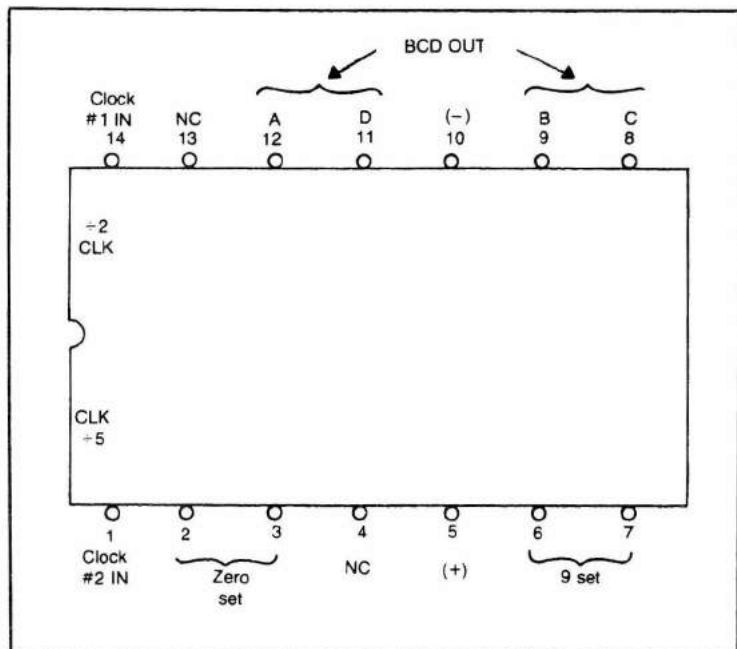 BCD OUT
Clock
#1 IN NC A D (-) B C
14 13 12 11 10 9 8
÷2
CLK
CLK
÷5
1 2 3 4 5 6 7
Clock
#2 IN
Zero
set
NC (+) 9 set